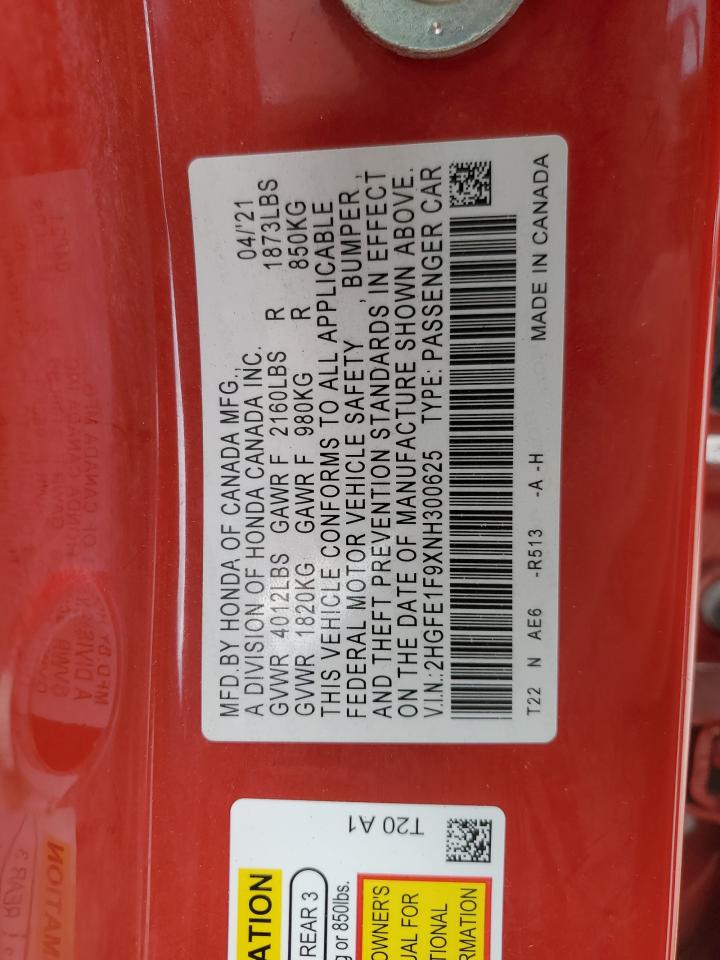 MFD.BY HONDA OF CANADA MFG.,
A DIVISION OF HONDA CANADA INC. 04/'21
GVWR 4012LBS GAWR F 2160LBS R 1873LBS
GVWR 1820KG GAWR F 980KG R 850KG
THIS VEHICLE CONFORMS TO ALL APPLICABLE
FEDERAL MOTOR VEHICLE SAFETY , BUMPER ,
AND THEFT PREVENTION STANDARDS IN EFFECT
ON THE DATE OF MANUFACTURE SHOWN ABOVE.
V.I.N.:2HGFE1F9XNH300625 TYPE: PASSENGER CAR
T22 N AE6 -R513 -A -H MADE IN CANADA
T20 A1
ATION
REAR 3
g or 850lbs.
OWNER'S
UAL FOR
TIONAL
RMATION